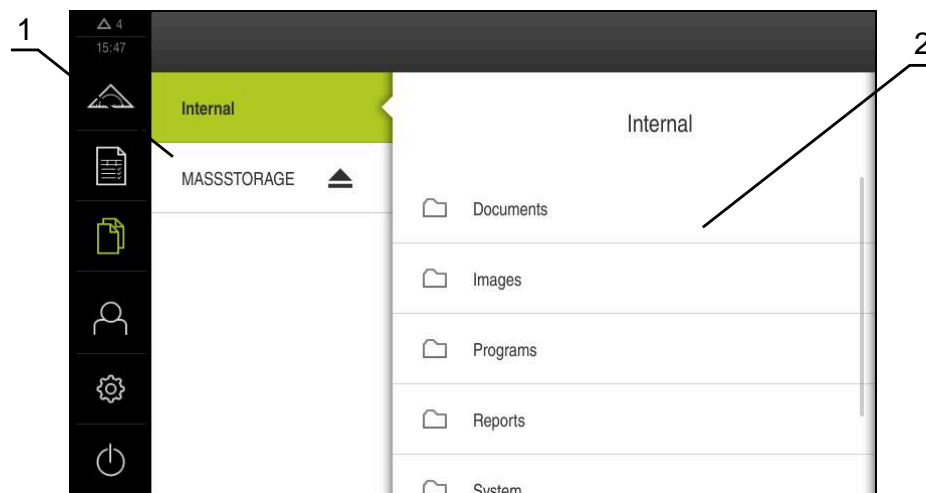 1
2
4
15:47
Internal
MASSSTORAGE
Internal
Documents
Images
Programs
Reports
System